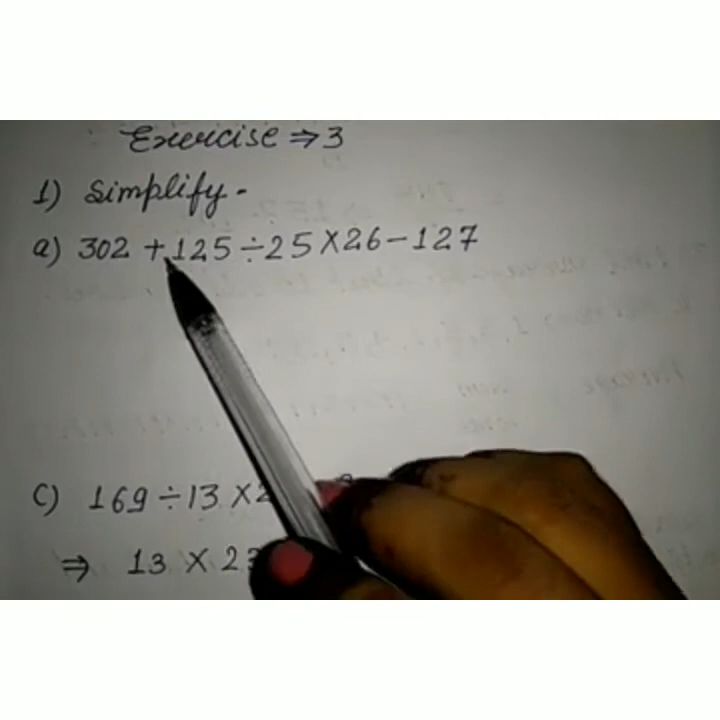 Exercise ⇒ 3
1) Simplify -
a) 302 + 125 ÷ 25 × 26 - 127
C) 169 ÷ 13 ×
⇒ 13 ×